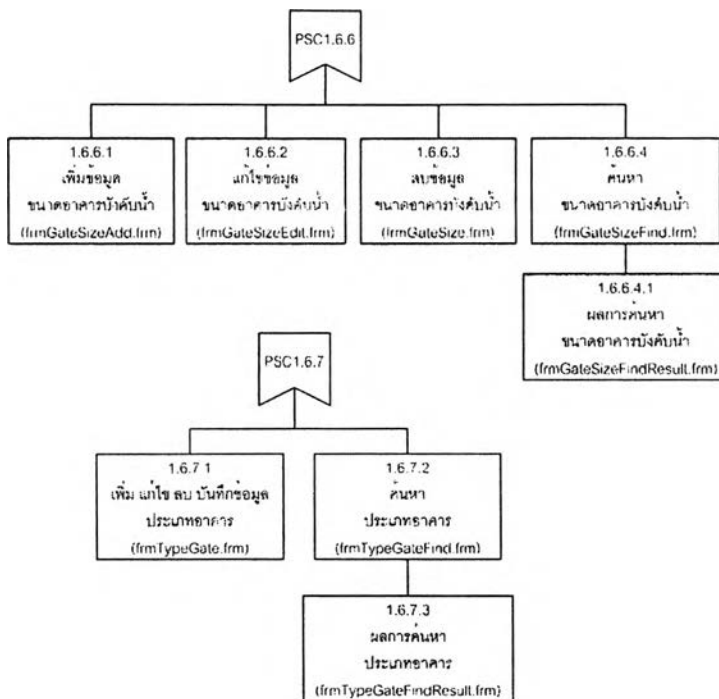 PSC1.6.6
1.6.6.1
เพิ่มข้อมูล
ขนาดอาคารบังคับน้ำ
(frmGateSizeAdd.frm)
1.6.6.2
แก้ไขข้อมูล
ขนาดอาคารบังคับน้ำ
(frmGateSizeEdit.frm)
1.6.6.3
ลบข้อมูล
ขนาดอาคารบังคับน้ำ
(frmGateSize.frm)
1.6.6.4
ค้นหา
ขนาดอาคารบังคับน้ำ
(frmGateSizeFind.frm)
1.6.6.4.1
ผลการค้นหา
ขนาดอาคารบังคับน้ำ
(frmGateSizeFindResult.frm)
PSC1.6.7
1.6.7.1
เพิ่ม แก้ไข ลบ บันทึกข้อมูล
ประเภทอาคาร
(frmTypeGate.frm)
1.6.7.2
ค้นหา
ประเภทอาคาร
(frmTypeGateFind.frm)
1.6.7.3
ผลการค้นหา
ประเภทอาคาร
(frmTypeGateFindResult.frm)